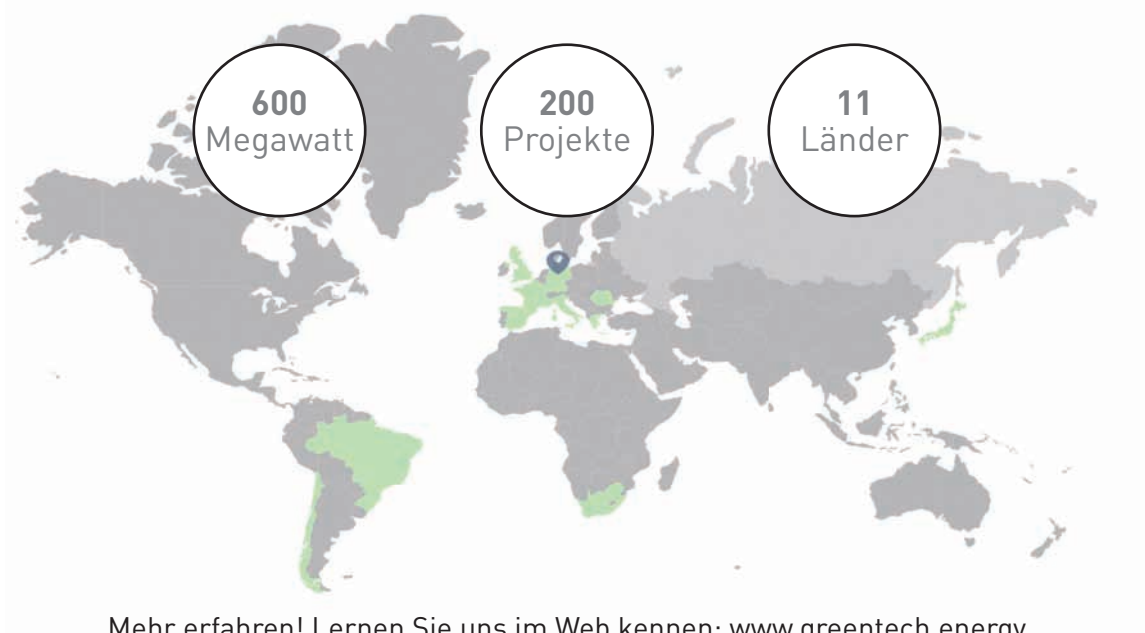 600
Megawatt
200
Projekte
11
Länder
Mehr erfahren! Lernen Sie uns im Web kennen: www.greentech.energy